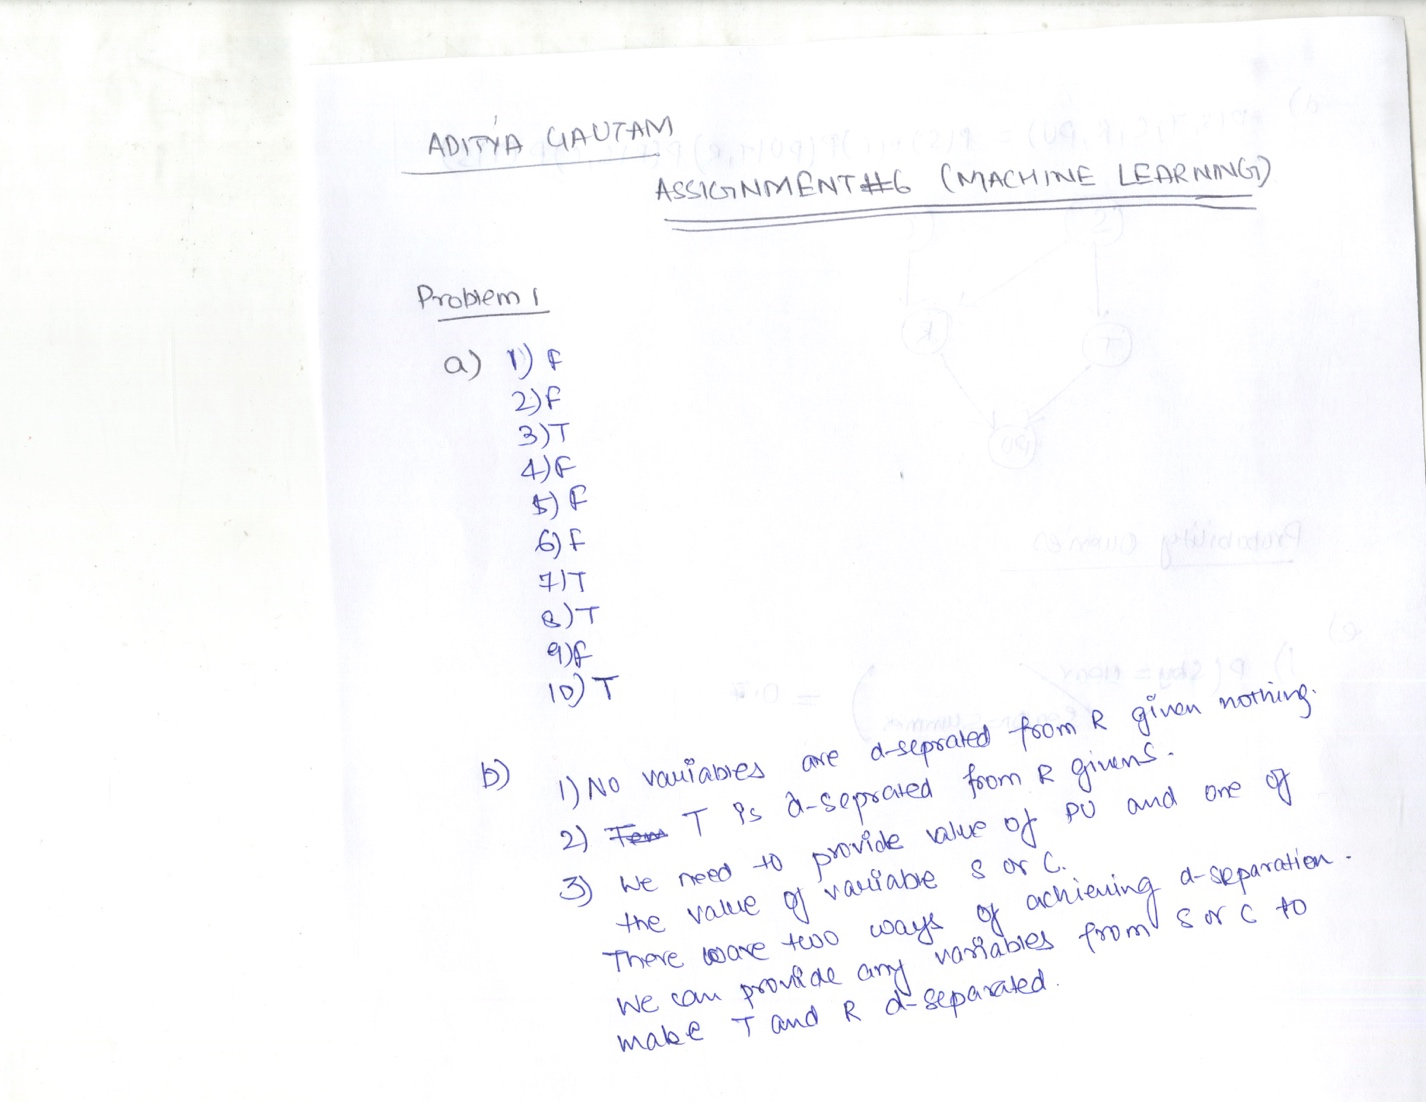 ADITYA GAUTAM
ASSIGNMENT#6 (MACHINE LEARNING)
Problem 1
a) 1) F
2) F
3) T
4) F
5) F
6) F
7) T
8) T
9) F
10) T
b) 1) No variables are d-seprated from R given nothing.
2) T is d-seprated from R given S.
3) We need to provide value of PU and one of
the value of variable S or C.
There are two ways of achieving d-separation.
We can provide any variables from S or C to
make T and R d-separated.